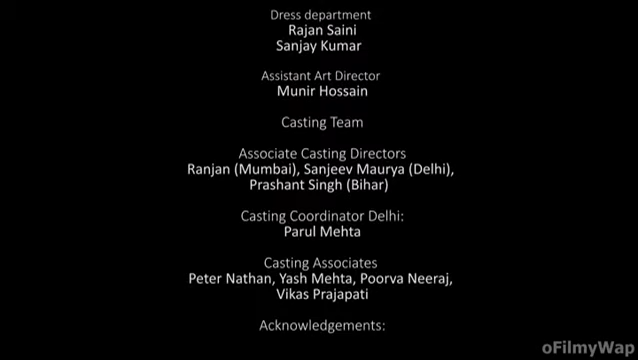 Dress department
Rajan Saini
Sanjay Kumar
Assistant Art Director
Munir Hossain
Casting Team
Associate Casting Directors
Ranjan (Mumbai), Sanjeev Maurya (Delhi),
Prashant Singh (Bihar)
Casting Coordinator Delhi:
Parul Mehta
Casting Associates
Peter Nathan, Yash Mehta, Poorva Neeraj,
Vikas Prajapati
Acknowledgements:
oFilmyWap